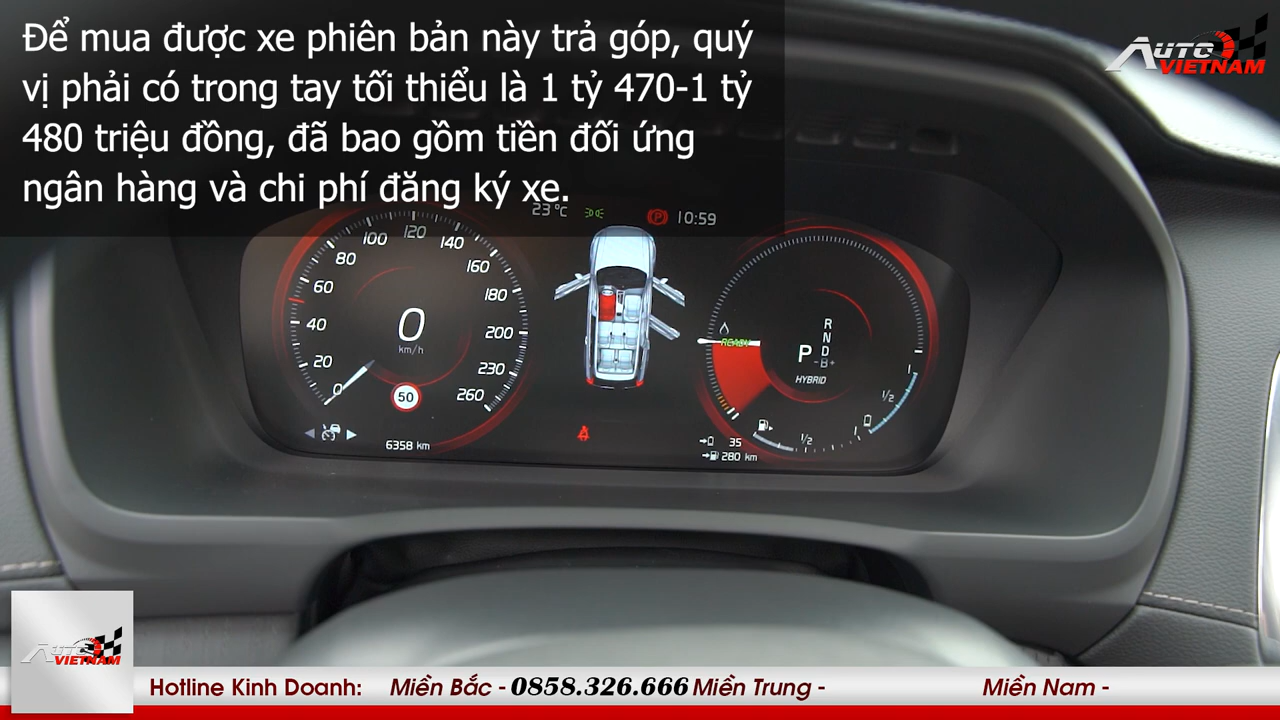 Để mua được xe phiên bản này trả góp, quý
vị phải có trong tay tối thiểu là 1 tỷ 470-1 tỷ
480 triệu đồng, đã bao gồm tiền đối ứng
ngân hàng và chi phí đăng ký xe.
AUTO
VIETNAM
23°C 10:59
0
20
40
60
80
100
120
140
160
180
200
230
260
0
km/h
50
6358 km
READY
R
N
D
P -B+
HYBRID
1
1/2
1
1/2
35
280 km
AUTO
VIETNAM
Hotline Kinh Doanh: Miền Bắc - 0858.326.666 Miền Trung - Miền Nam -